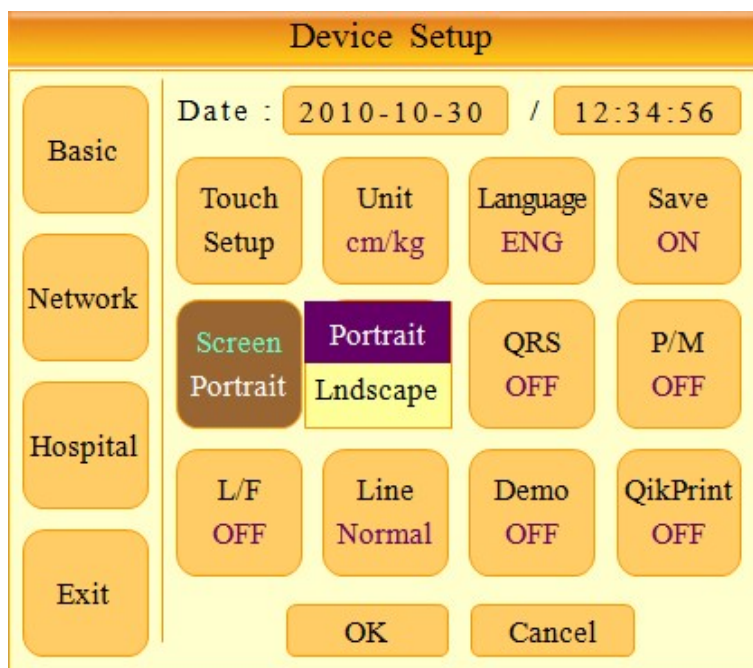 Device Setup
Date : 2010-10-30 / 12:34:56
Basic
Network
Hospital
Exit
Touch
Setup
Unit
cm/kg
Language
ENG
Save
ON
Screen
Portrait
Portrait
Lndscape
QRS
OFF
P/M
OFF
L/F
OFF
Line
Normal
Demo
OFF
QikPrint
OFF
OK
Cancel